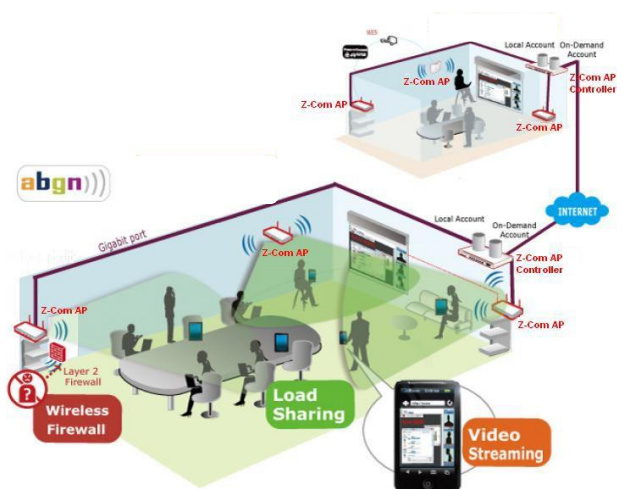 WDS
Local Account
On-Demand
Account
Z-Com AP
Z-Com AP
Controller
Z-Com AP
Z-Com AP
abgn)))
INTERNET
Gigabit port
Local Account
On-Demand
Account
Z-Com AP
Z-Com AP
Controller
Z-Com AP
Z-Com AP
Layer 2
Firewall
Wireless
Firewall
Load
Sharing
Video
Streaming